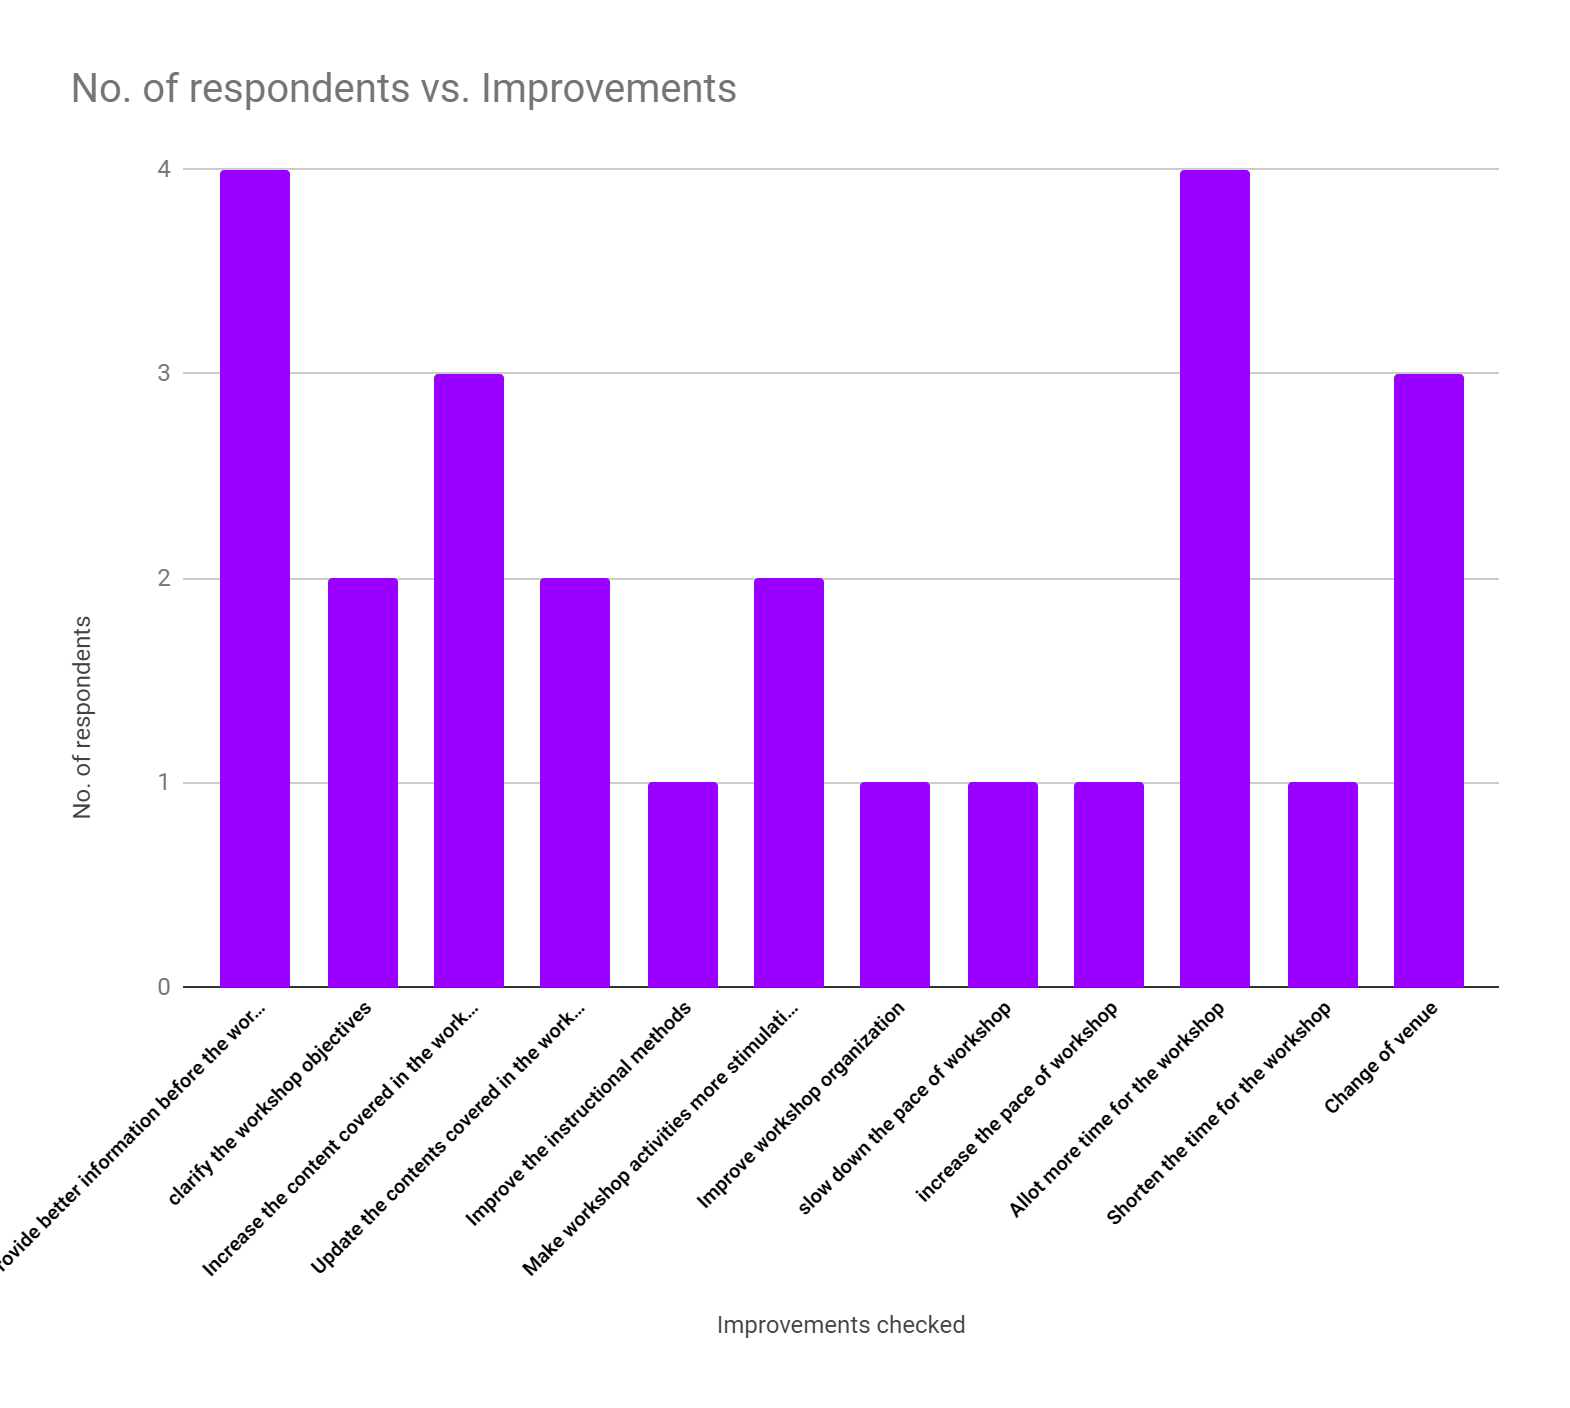 No. of respondents vs. Improvements
4
3
2
1
0
No. of respondents
rovide better information before the wor...
clarify the workshop objectives
Increase the content covered in the work...
Update the contents covered in the work...
Improve the instructional methods
Make workshop activities more stimulati...
Improve workshop organization
slow down the pace of workshop
increase the pace of workshop
Allot more time for the workshop
Shorten the time for the workshop
Change of venue
Improvements checked